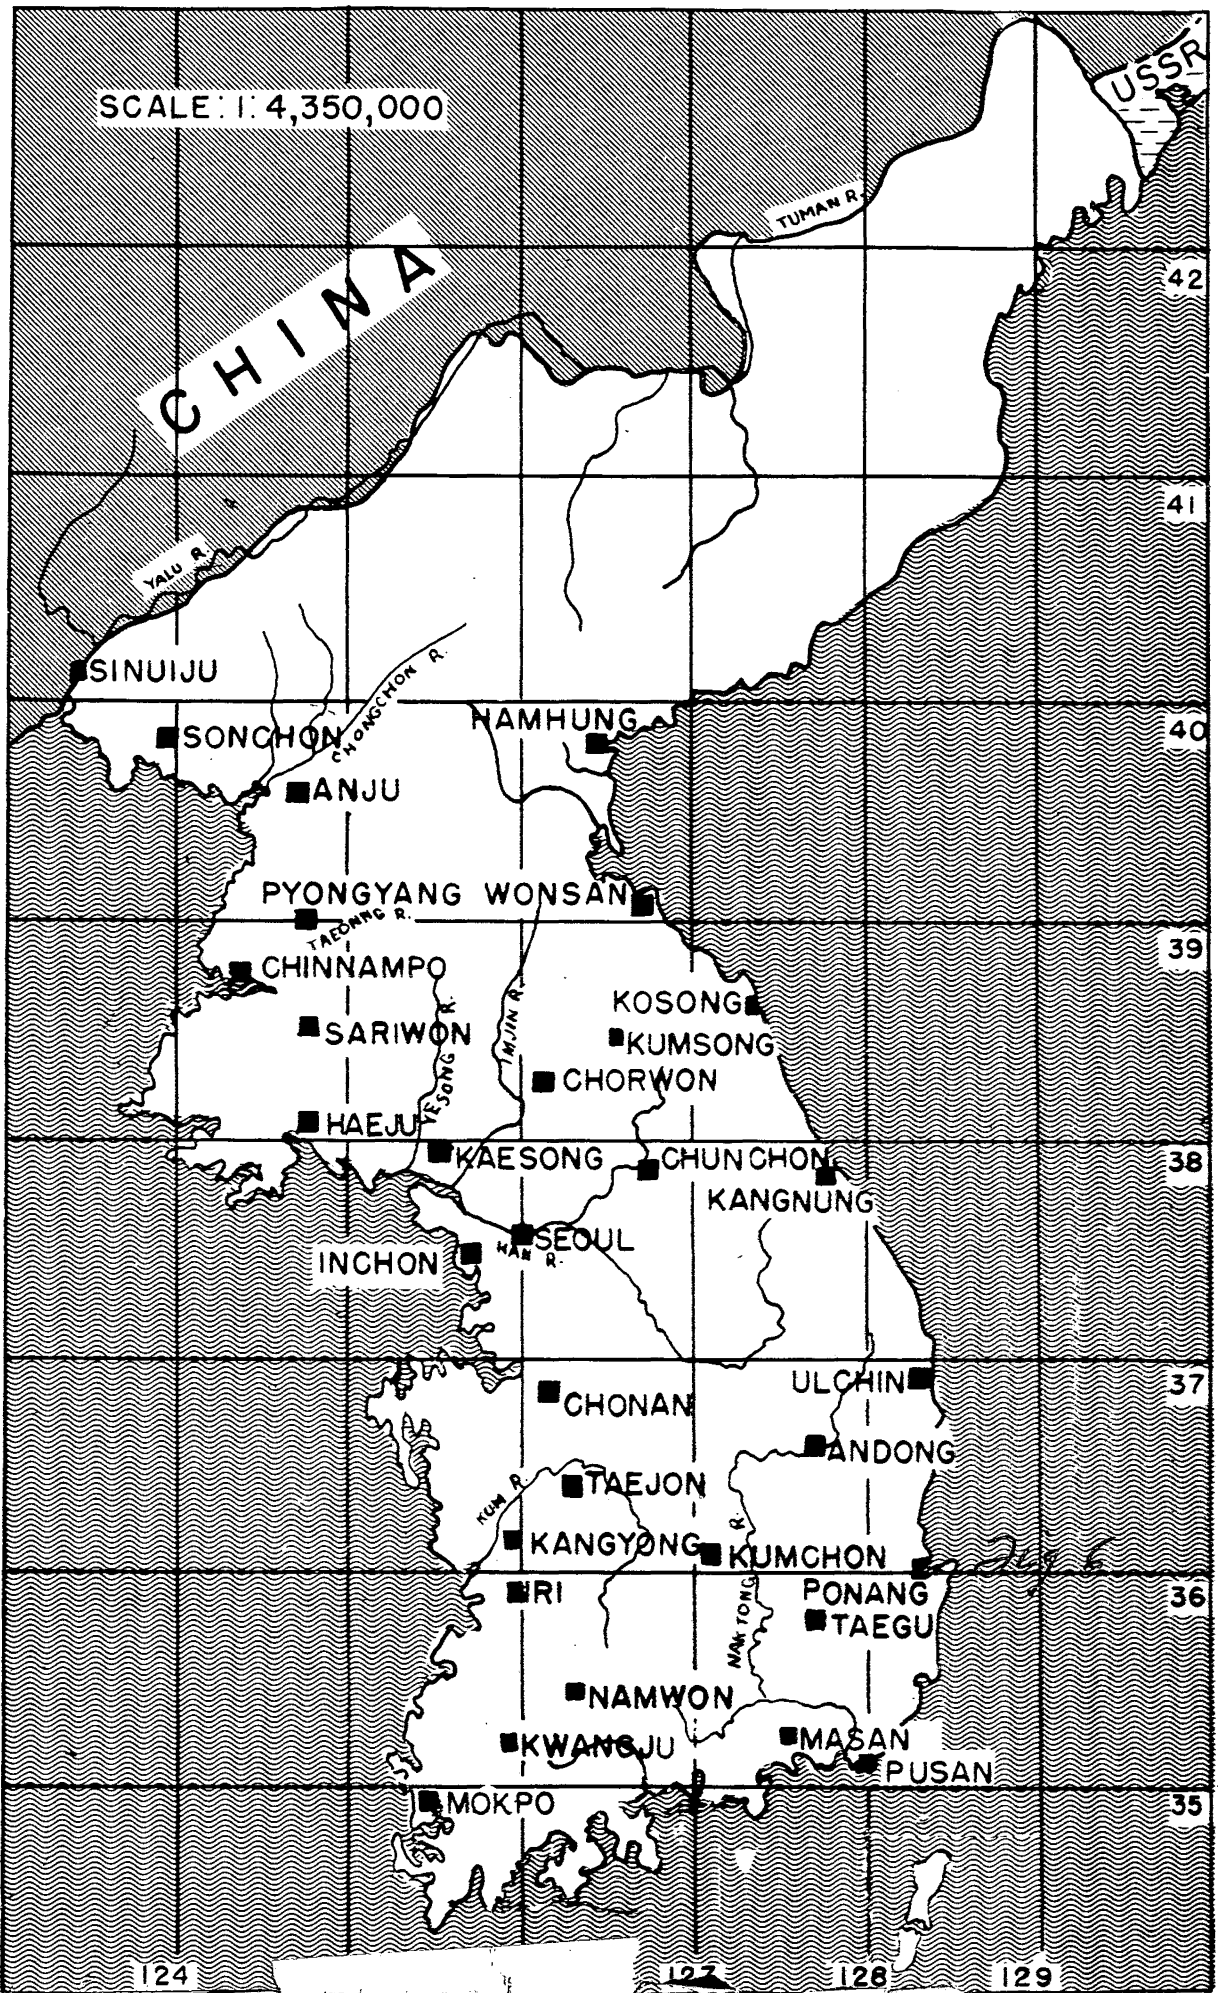 USSR
SCALE: 1: 4,350,000
TUMAN R.
CHINA
42
41
YALU R.
SINUIJU
CHONGCHON R.
HAMHUNG
SONCHON
40
ANJU
PYONGYANG WONSAN
TAEDONG R.
39
CHINNAMPO
KOSONG
YESONG R.
IMJIN R.
SARIWON
KUMSONG
CHORWON
HAEJU
KAESONG
CHUNCHON
38
KANGNUNG
SEOUL
HAN R.
INCHON
ULCHIN
37
CHONAN
ANDONG
TAEJON
KUM R.
KANGYONG
KUMCHON
NAKTONG R.
IRI
PONANG
36
TAEGU
NAMWON
KWANGJU
MASAN
PUSAN
MOKPO
35
124
127
128
129